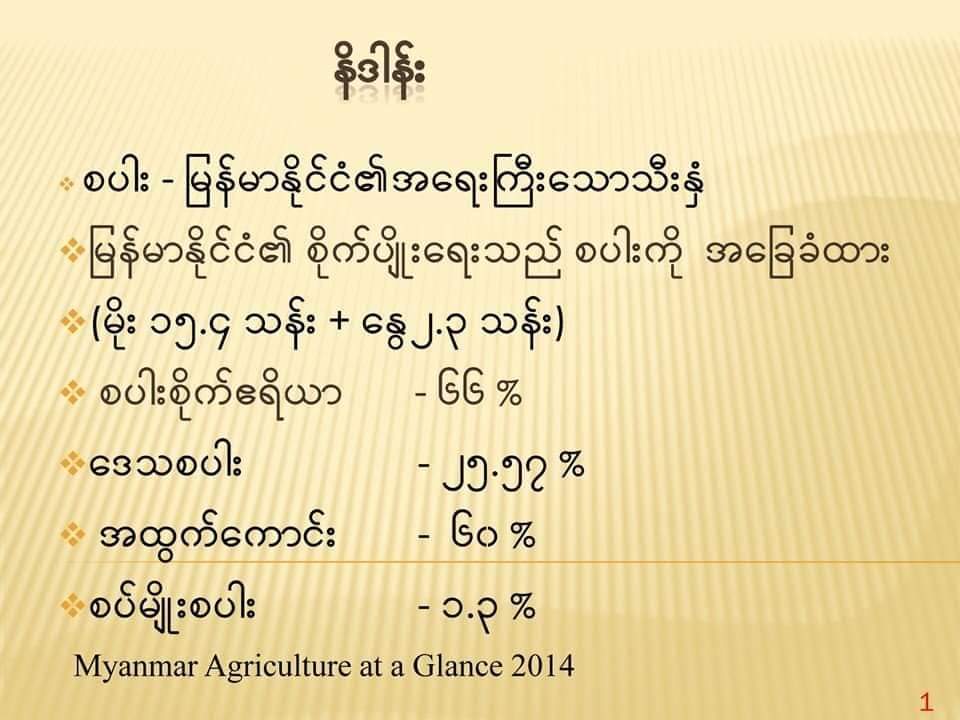 နိဒါန်း
စပါး - မြန်မာနိုင်ငံ၏အရေးကြီးသောသီးနှံ
မြန်မာနိုင်ငံ၏ စိုက်ပျိုးရေးသည် စပါးကို အခြေခံထား
(မိုး ၁၅.၄ သန်း + နွေ၂.၃ သန်း)
စပါးစိုက်ဧရိယာ - ၆၆ %
ဒေသစပါး - ၂၅.၅၇ %
အထွက်ကောင်း - ၆၀ %
စပ်မျိုးစပါး - ၁.၃ %
Myanmar Agriculture at a Glance 2014
1